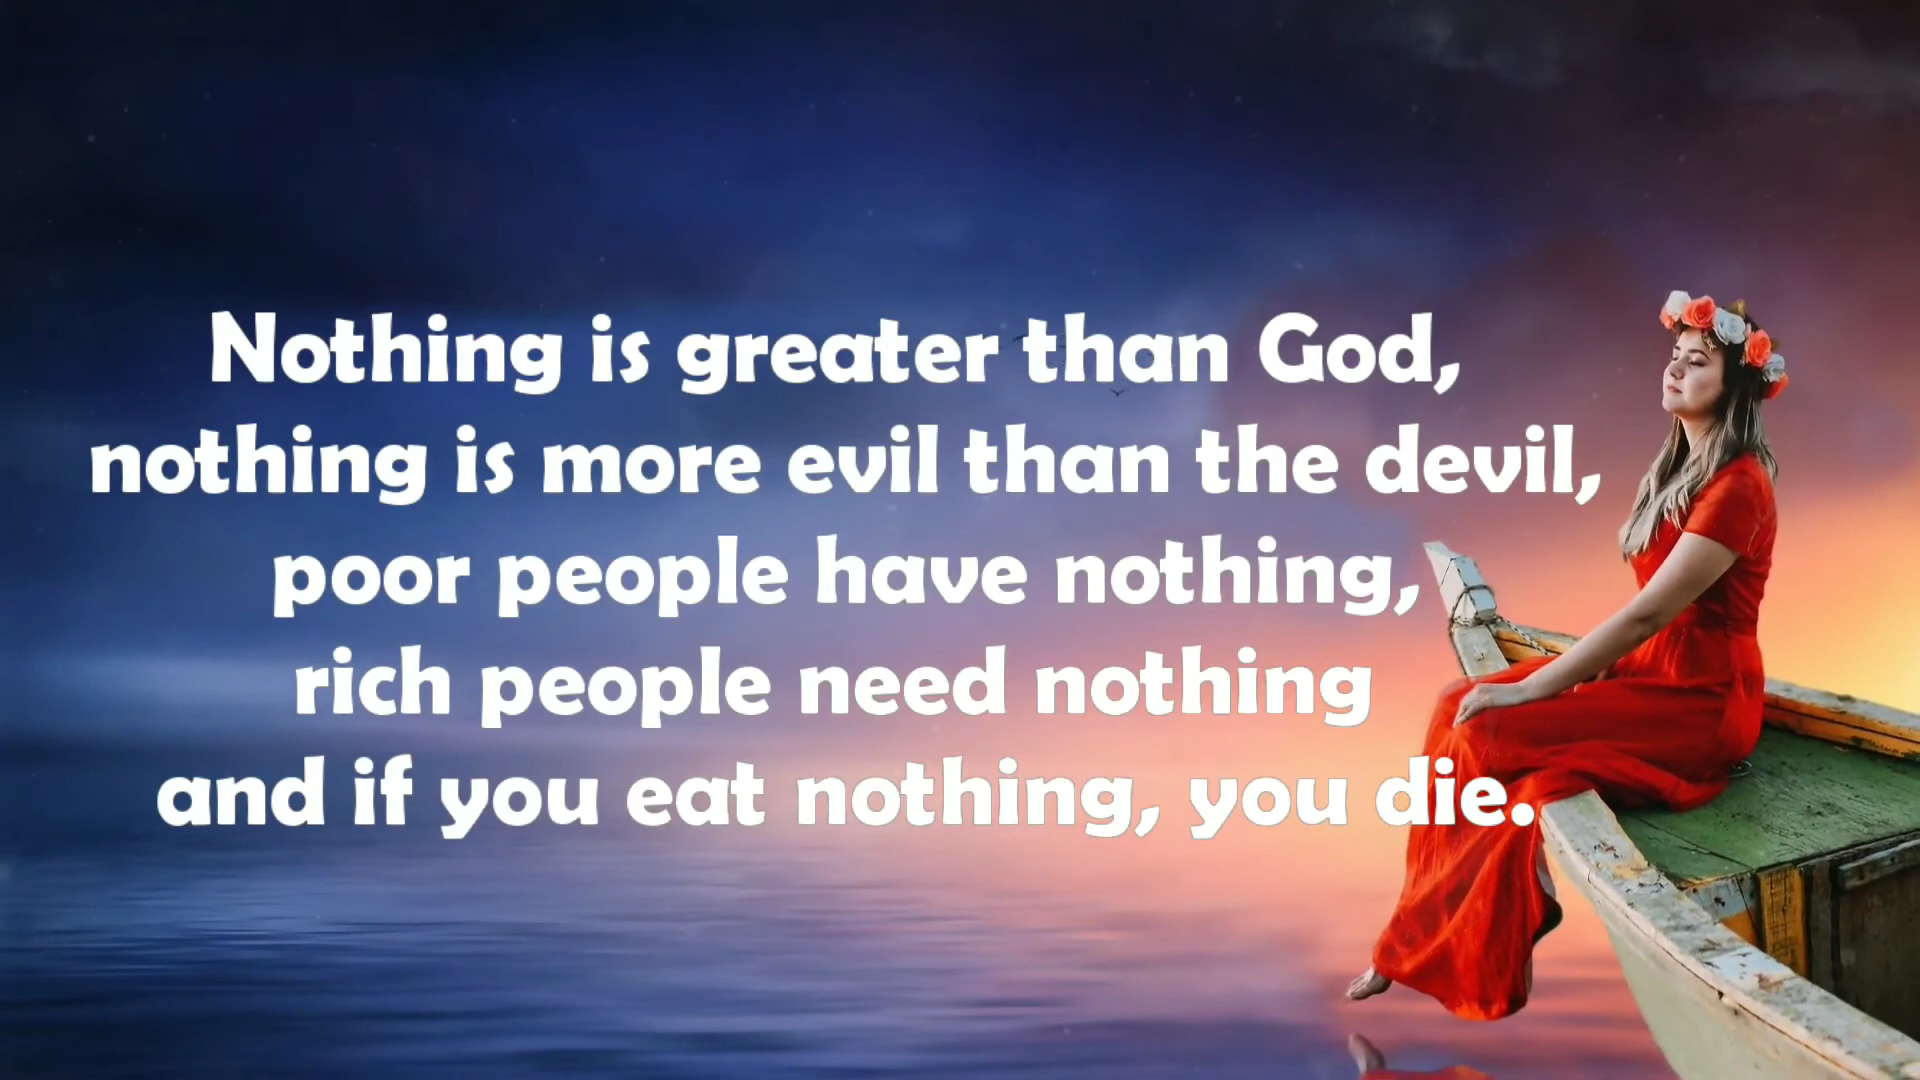 Nothing is greater than God,
nothing is more evil than the devil,
poor people have nothing,
rich people need nothing
and if you eat nothing, you die.